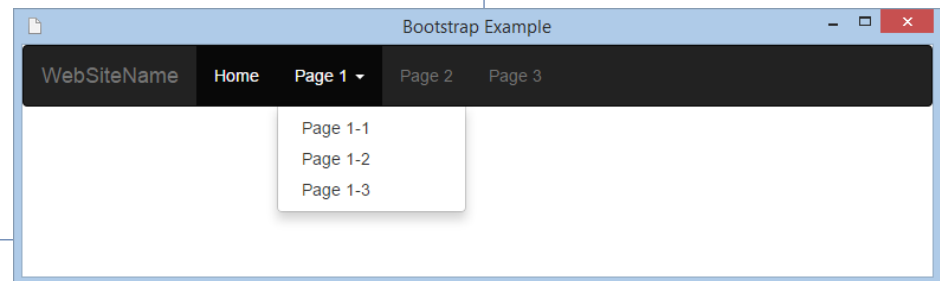 Bootstrap Example
WebSiteName Home Page 1 Page 2 Page 3
Page 1-1
Page 1-2
Page 1-3